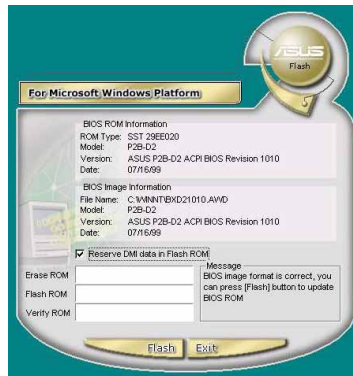 ASUS
Flash
For Microsoft Windows Platform
BIOS ROM Information
ROM Type: SST 29EE020
Model: P2B-D2
Version: ASUS P2B-D2 ACPI BIOS Revision 1010
Date: 07/16/99
BIOS Image Information
File Name: C:\WINNT\BXD21010.AWD
Model: P2B-D2
Version: ASUS P2B-D2 ACPI BIOS Revision 1010
Date: 07/16/99
Reserve DMI data in Flash ROM
Erase ROM
Flash ROM
Verify ROM
Message
BIOS image format is correct, you
can press [Flash] button to update
BIOS ROM
Flash Exit